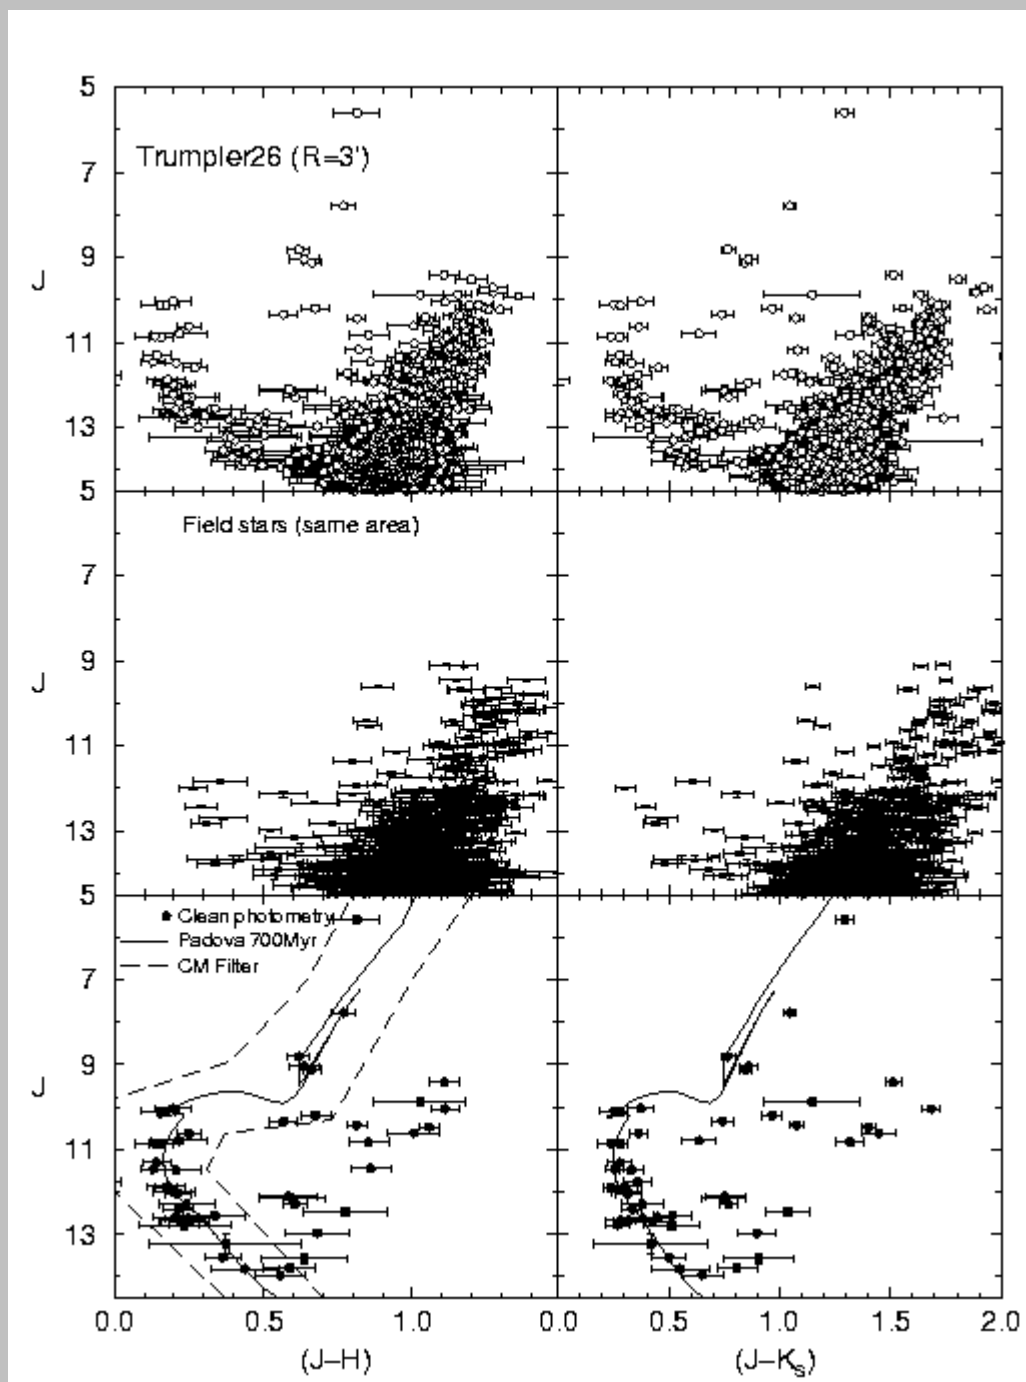 5
Trumpler26 (R=3')
7
9
J
11
13
5
Field stars (same area)
7
9
J
11
13
5
Clean photometry
Padova 700Myr
CM Filter
7
9
J
11
13
0.0 0.5 1.0 0.0 0.5 1.0 1.5 2.0
(J-H) (J-Ks)